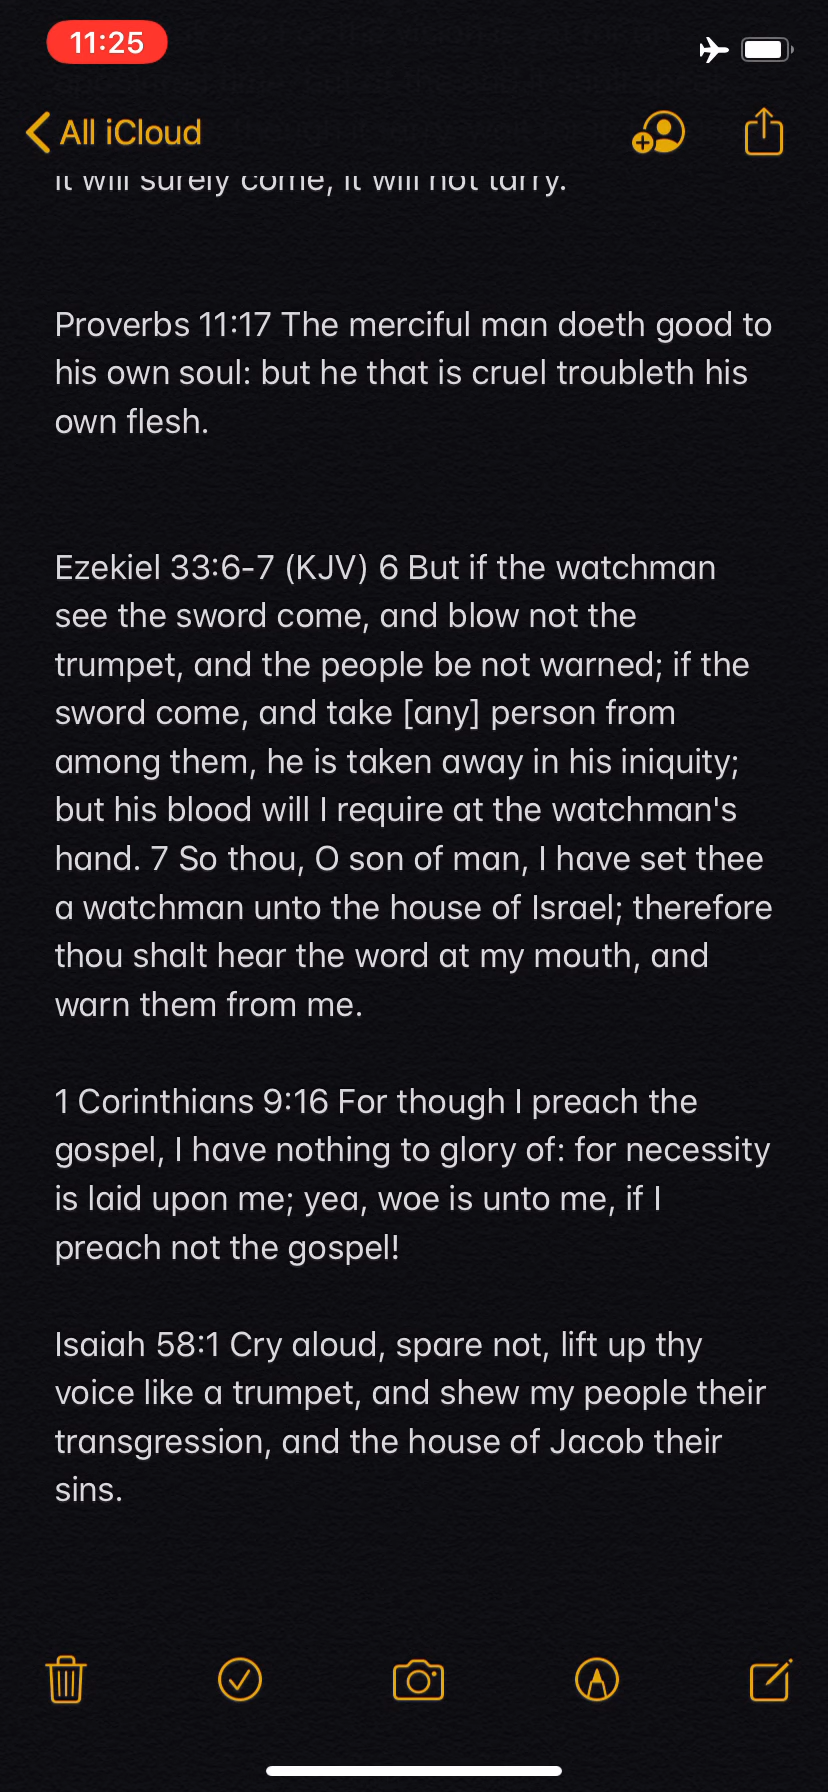 11:25
All iCloud
it will surely come, it will not tarry.
Proverbs 11:17 The merciful man doeth good to
his own soul: but he that is cruel troubleth his
own flesh.
Ezekiel 33:6-7 (KJV) 6 But if the watchman
see the sword come, and blow not the
trumpet, and the people be not warned; if the
sword come, and take [any] person from
among them, he is taken away in his iniquity;
but his blood will I require at the watchman's
hand. 7 So thou, O son of man, I have set thee
a watchman unto the house of Israel; therefore
thou shalt hear the word at my mouth, and
warn them from me.
1 Corinthians 9:16 For though I preach the
gospel, I have nothing to glory of: for necessity
is laid upon me; yea, woe is unto me, if I
preach not the gospel!
Isaiah 58:1 Cry aloud, spare not, lift up thy
voice like a trumpet, and shew my people their
transgression, and the house of Jacob their
sins.